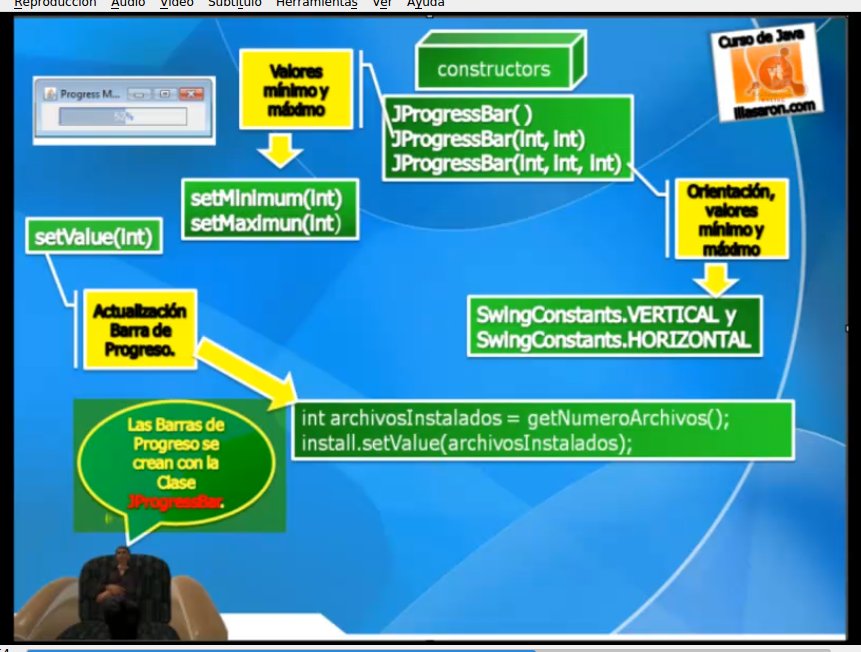 Reproducción Audio Vídeo Subtítulo Herramientas Ver Ayuda
Curso de Java
illasaron.com
constructors
Valores
mínimo y
máximo
Progress M...
52%
JProgressBar( )
JProgressBar(int, int)
JProgressBar(int, int, int)
setMinimum(int)
setMaximun(int)
Orientación,
valores
mínimo y
máximo
setValue(int)
SwingConstants.VERTICAL y
SwingConstants.HORIZONTAL
Actualización
Barra de
Progreso.
int archivosInstalados = getNumeroArchivos();
install.setValue(archivosInstalados);
Las Barras de
Progreso se
crean con la
Clase
JProgressBar.